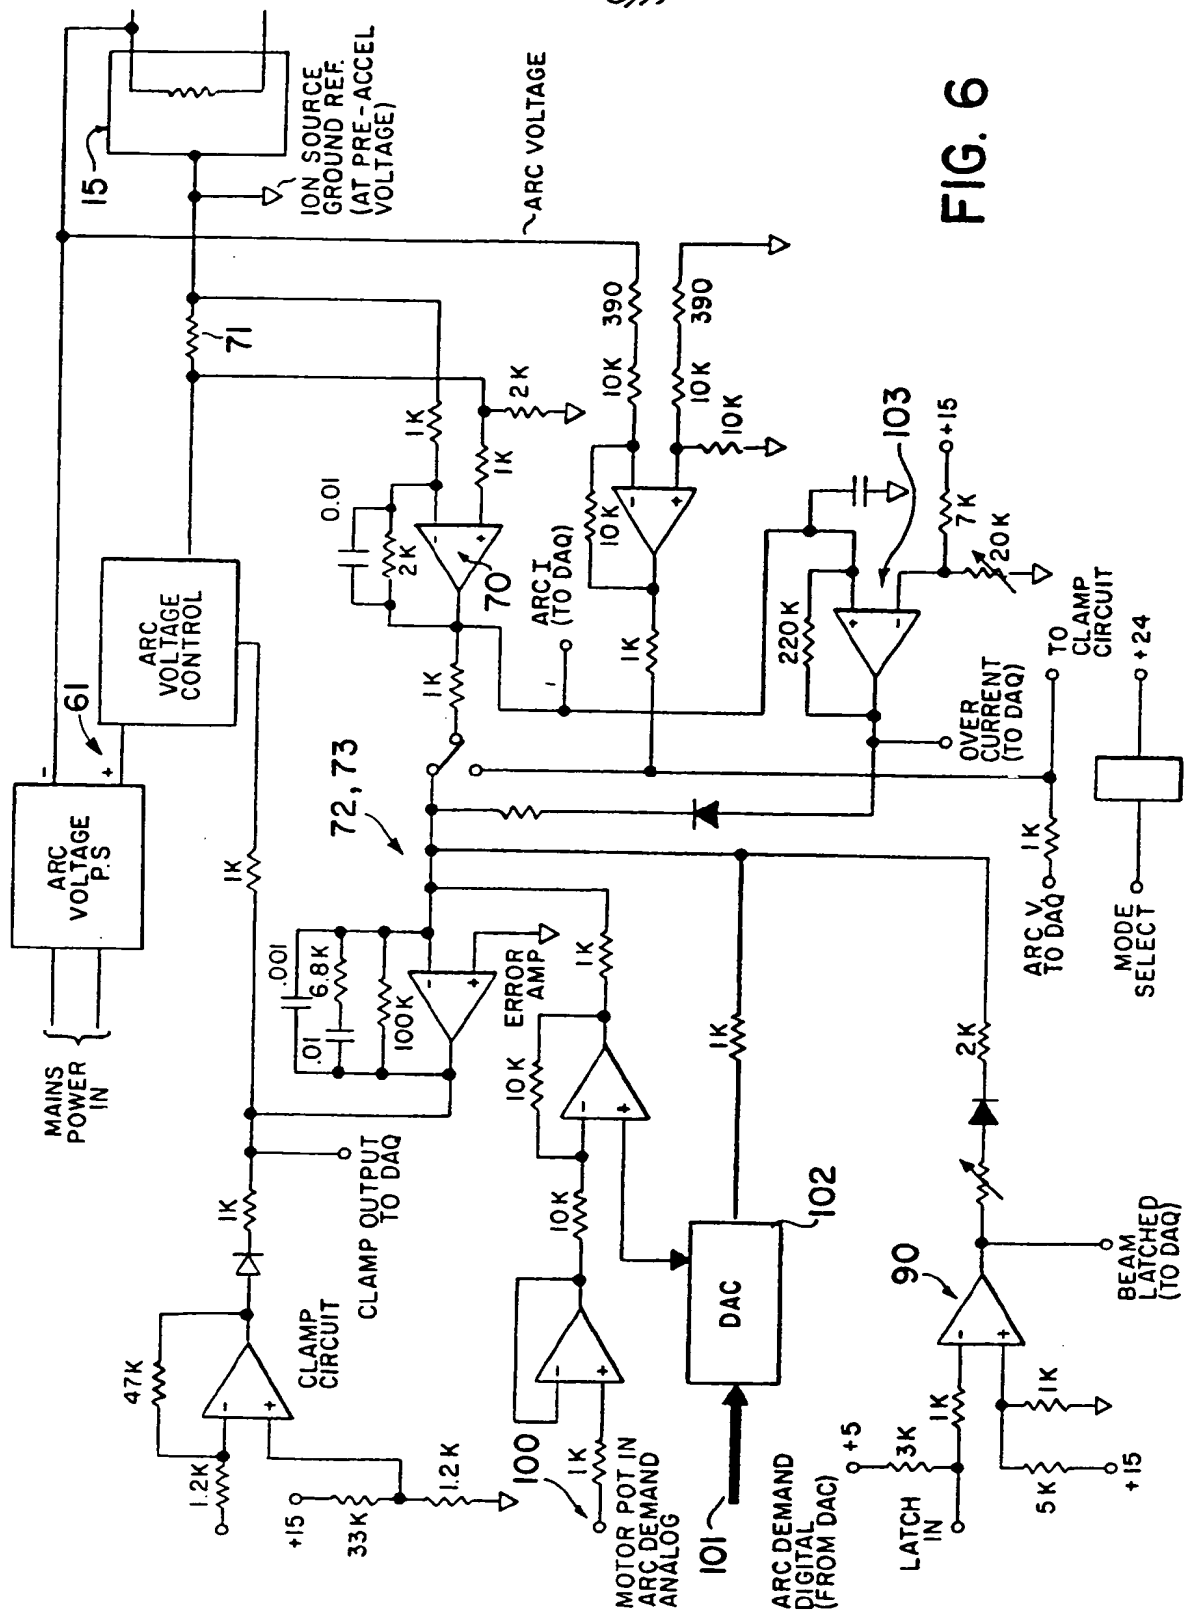 MAINS
POWER
IN
ARC
VOLTAGE
P.S
-
+
61
ARC
VOLTAGE
CONTROL
15
ION SOURCE
GROUND REF.
(AT PRE-ACCEL
VOLTAGE)
71
ARC VOLTAGE
1K
1K
CLAMP OUTPUT
TO DAQ
47K
1.2K
-
+
CLAMP
CIRCUIT
+15
33K
1.2K
.001
6.8K
.01
100K
-
+
ERROR
AMP
72, 73
1K
0.01
2K
-
+
70
1K
1K
2K
ARC I
(TO DAQ)
10K
-
+
10K
390
10K
390
10K
1K
100
MOTOR POT IN
ARC DEMAND
ANALOG
1K
-
+
10K
10K
-
+
1K
101
ARC DEMAND
DIGITAL
(FROM DAC)
DAC
102
1K
220K
+
-
103
7K
+15
20K
OVER
CURRENT
(TO DAQ)
LATCH
IN
+5
3K
1K
5K
+15
1K
-
+
90
BEAM
LATCHED
(TO DAQ)
2K
ARC V
TO DAQ
1K
TO
CLAMP
CIRCUIT
MODE
SELECT
+24
FIG. 6